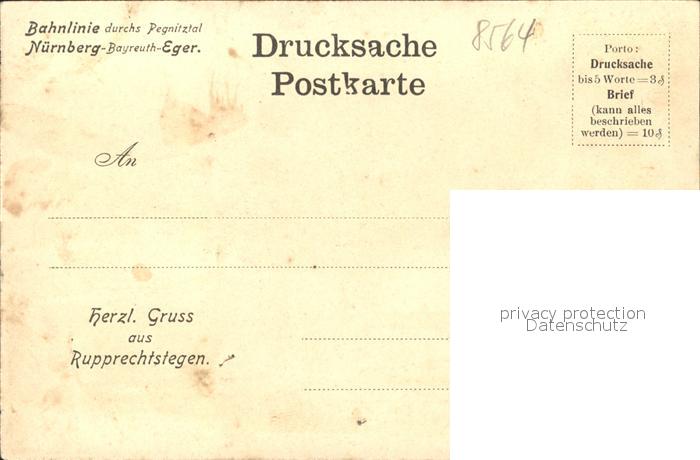 Bahnlinie durchs Pegnitztal
Nürnberg-Bayreuth-Eger.
Drucksache
Postkarte
8564
Porto:
Drucksache
bis 5 Worte = 3₰
Brief
(kann alles
beschrieben
werden) = 10₰
An
privacy protection
Datenschutz
Herzl. Gruss
aus
Rupprechtstegen.